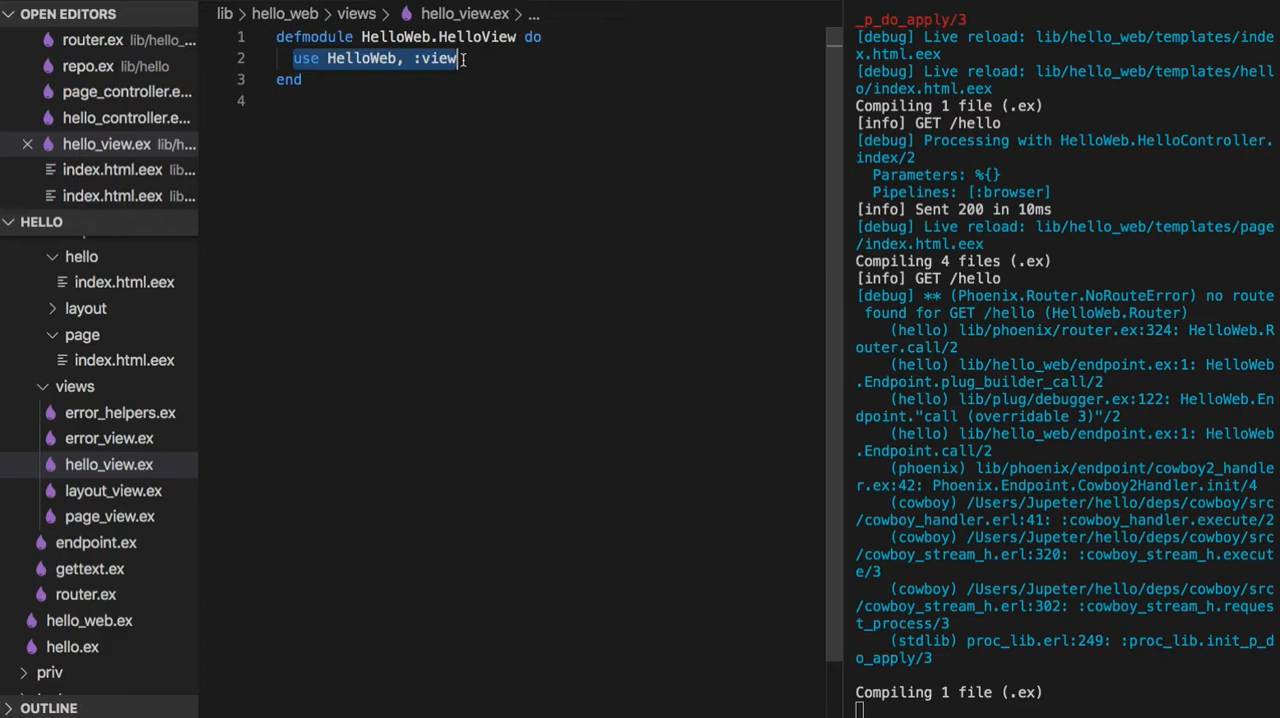 OPEN EDITORS
router.ex lib/hello_...
repo.ex lib/hello
page_controller.e...
hello_controller.e...
hello_view.ex lib/h...
index.html.eex lib...
index.html.eex lib...
HELLO
hello
index.html.eex
layout
page
index.html.eex
views
error_helpers.ex
error_view.ex
hello_view.ex
layout_view.ex
page_view.ex
endpoint.ex
gettext.ex
router.ex
hello_web.ex
hello.ex
priv
OUTLINE
lib > hello_web > views > hello_view.ex > ...
1 defmodule HelloWeb.HelloView do
2 use HelloWeb, :view
3 end
4
_p_do_apply/3
[debug] Live reload: lib/hello_web/templates/inde
x.html.eex
[debug] Live reload: lib/hello_web/templates/hell
o/index.html.eex
Compiling 1 file (.ex)
[info] GET /hello
[debug] Processing with HelloWeb.HelloController.
index/2
Parameters: %{}
Pipelines: [:browser]
[info] Sent 200 in 10ms
[debug] Live reload: lib/hello_web/templates/page
/index.html.eex
Compiling 4 files (.ex)
[info] GET /hello
[debug] ** (Phoenix.Router.NoRouteError) no route
found for GET /hello (HelloWeb.Router)
(hello) lib/phoenix/router.ex:324: HelloWeb.R
outer.call/2
(hello) lib/hello_web/endpoint.ex:1: HelloWeb
.Endpoint.plug_builder_call/2
(hello) lib/plug/debugger.ex:122: HelloWeb.En
dpoint."call (overridable 3)"/2
(hello) lib/hello_web/endpoint.ex:1: HelloWeb
.Endpoint.call/2
(phoenix) lib/phoenix/endpoint/cowboy2_handle
r.ex:42: Phoenix.Endpoint.Cowboy2Handler.init/4
(cowboy) /Users/Jupeter/hello/deps/cowboy/src
/cowboy_handler.erl:41: :cowboy_handler.execute/2
(cowboy) /Users/Jupeter/hello/deps/cowboy/src
/cowboy_stream_h.erl:320: :cowboy_stream_h.execut
e/3
(cowboy) /Users/Jupeter/hello/deps/cowboy/src
/cowboy_stream_h.erl:302: :cowboy_stream_h.reques
t_process/3
(stdlib) proc_lib.erl:249: :proc_lib.init_p_d
o_apply/3
Compiling 1 file (.ex)